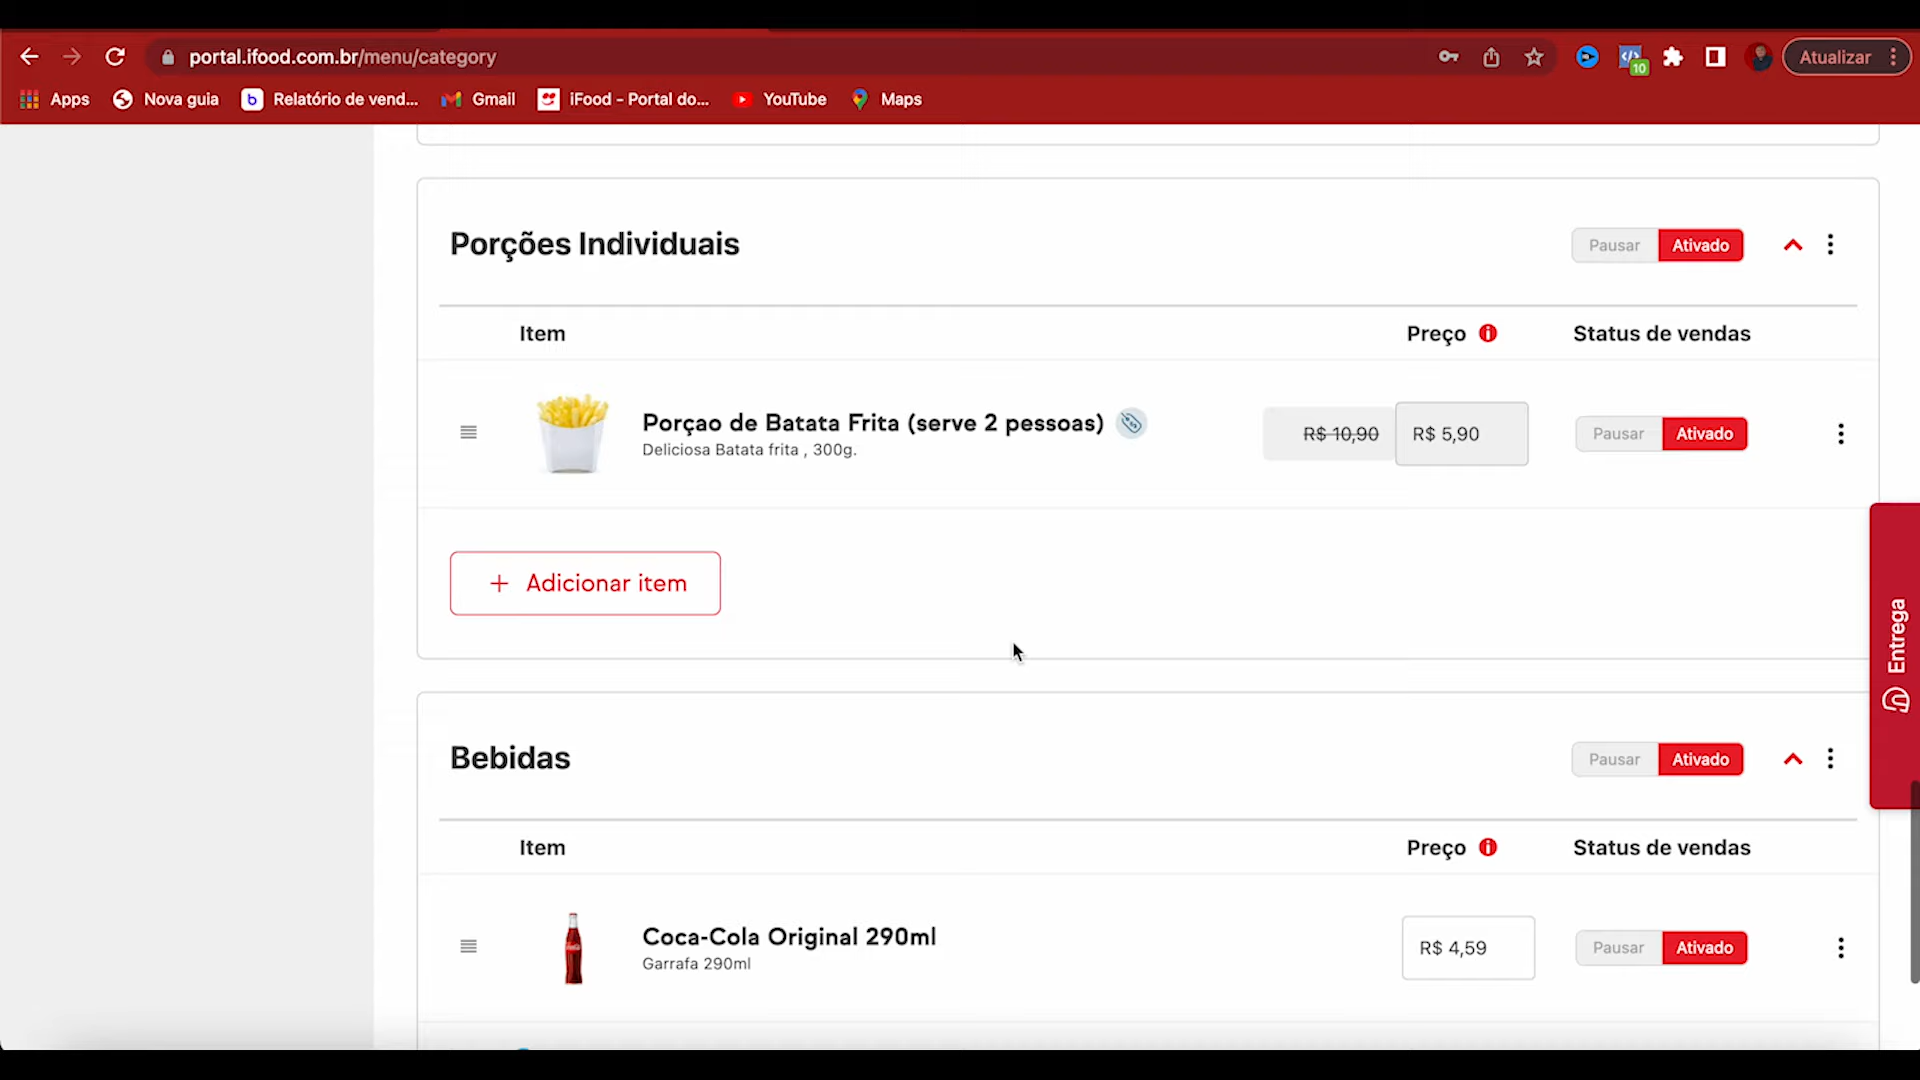 portal.ifood.com.br/menu/category
Atualizar
10
Apps
Nova guia
Relatório de vend...
Gmail
iFood - Portal do...
YouTube
Maps
Porções Individuais
Pausar
Ativado
Item
Preço
Status de vendas
Porçao de Batata Frita (serve 2 pessoas)
R$ 10,90
R$ 5,90
Pausar
Ativado
Deliciosa Batata frita , 300g.
+ Adicionar item
Entrega
Bebidas
Pausar
Ativado
Item
Preço
Status de vendas
Coca-Cola Original 290ml
R$ 4,59
Pausar
Ativado
Garrafa 290ml